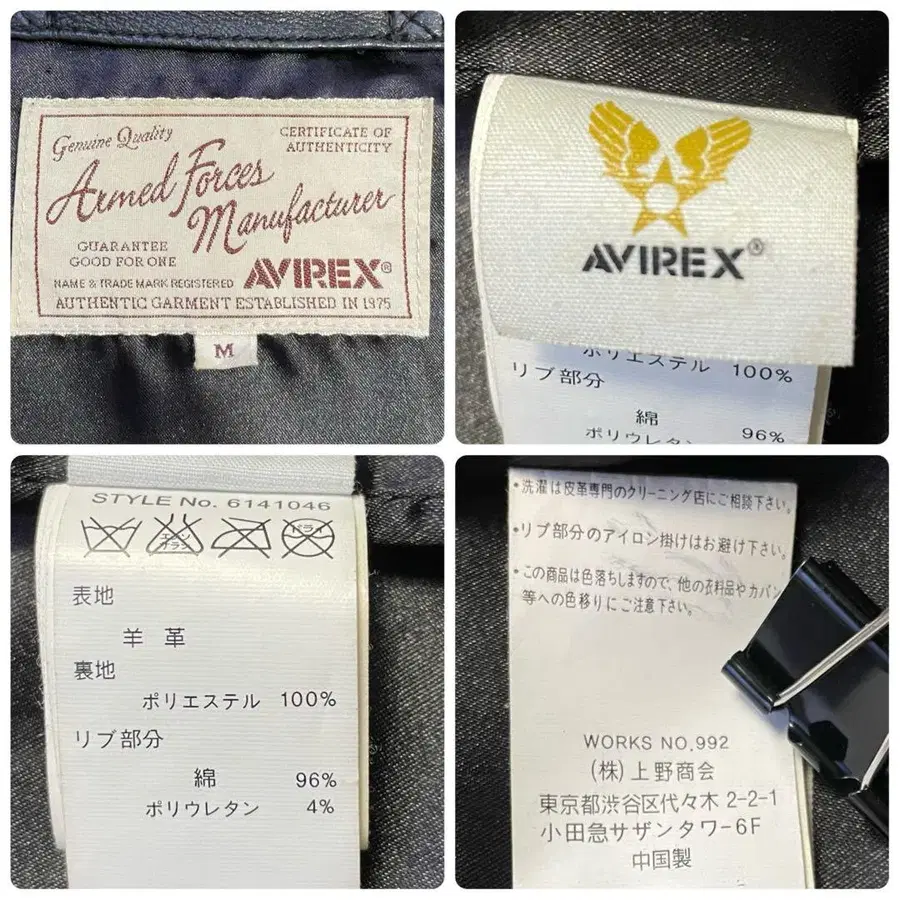 Genuine Quality
CERTIFICATE OF
AUTHENTICITY
Armed Forces
Manufacturer
GUARANTEE
GOOD FOR ONE
NAME & TRADE MARK REGISTERED AVIREX®
AUTHENTIC GARMENT ESTABLISHED IN 1975
M
AVIREX®
ポリエステル 100%
リブ部分
綿 96%
ポリウレタン
STYLE No. 6141046
エンソ
サラシ
ドライ
表地
羊 革
裏地
ポリエステル 100%
リブ部分
綿 96%
ポリウレタン 4%
•洗濯は皮革専門のクリーニング店にご相談下さい。
•リブ部分のアイロン掛けはお避け下さい。
•この商品は色落ちしますので、他の衣料品やカバン
等への色移りにご注意下さい。
WORKS NO.992
(株)上野商会
東京都渋谷区代々木 2-2-1
小田急サザンタワー6F
中国製